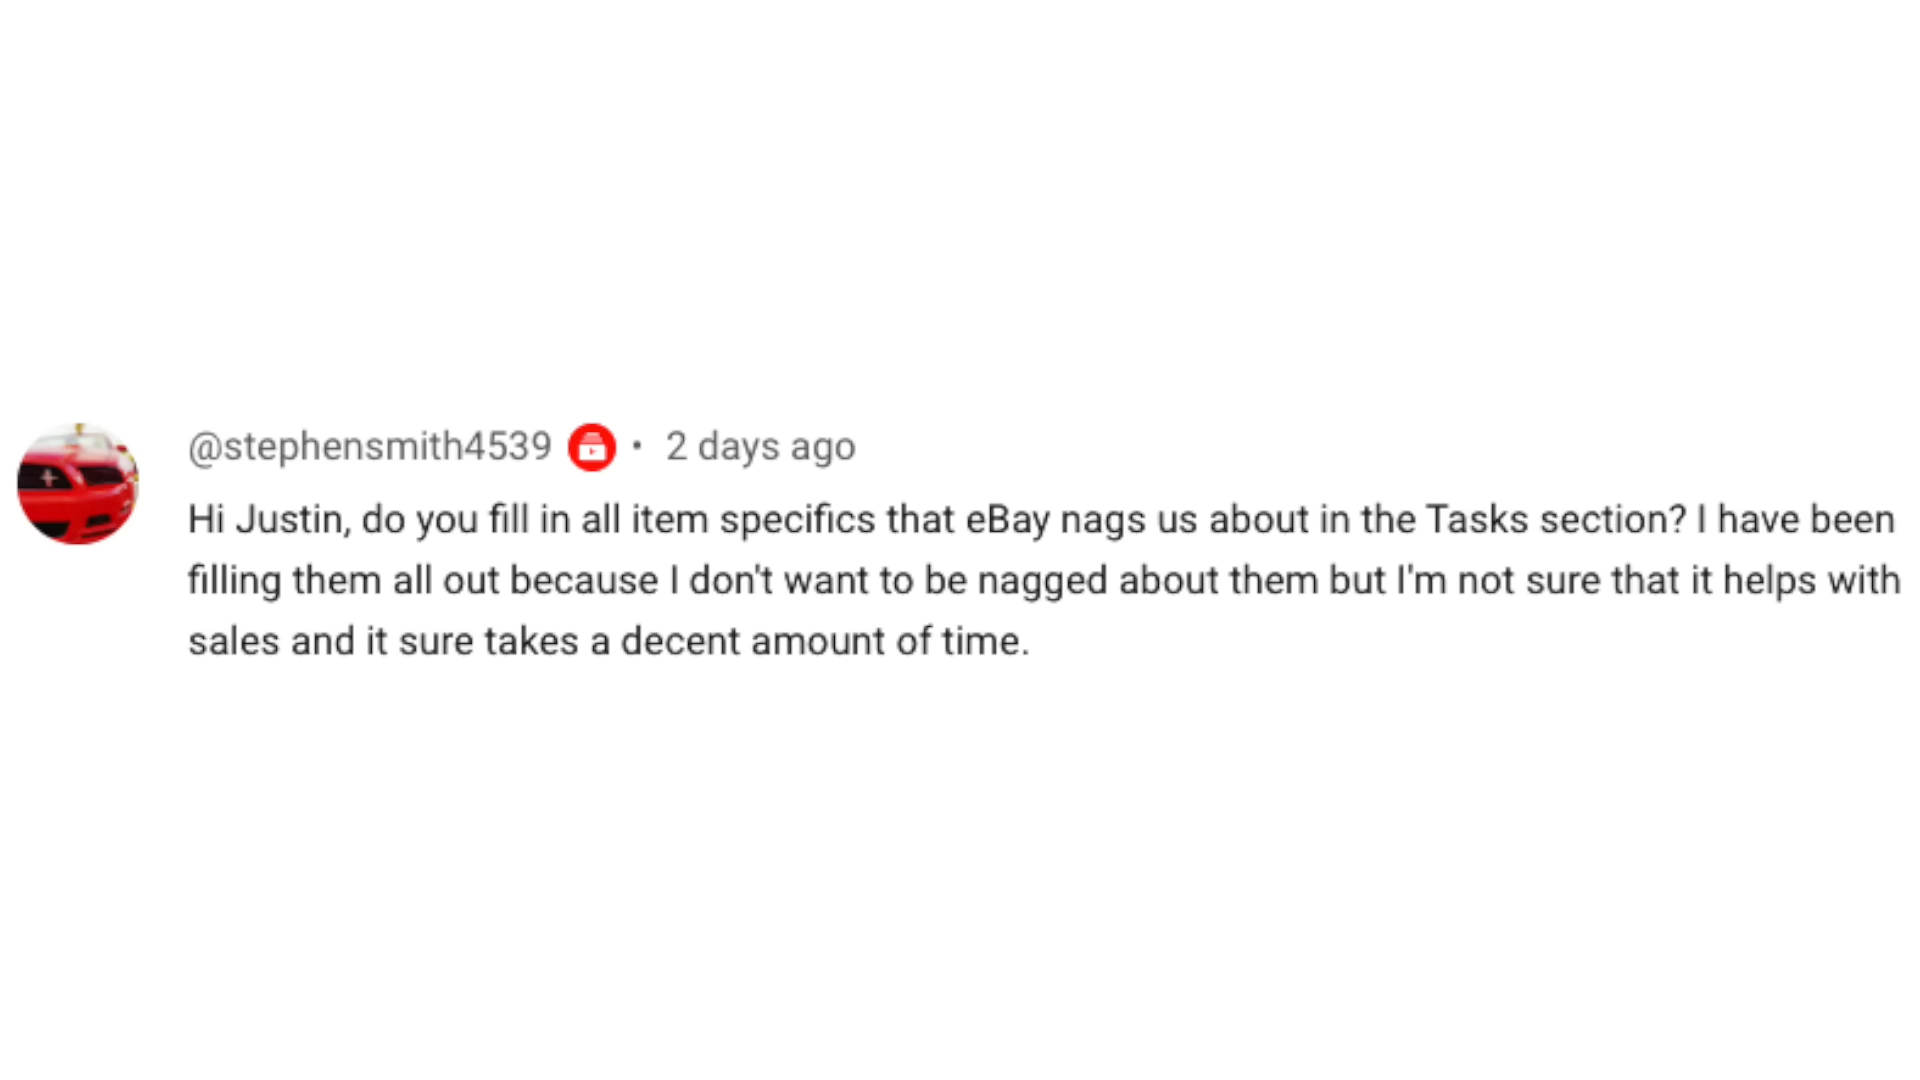 @stephensmith4539 • 2 days ago
Hi Justin, do you fill in all item specifics that eBay nags us about in the Tasks section? I have been
filling them all out because I don't want to be nagged about them but I'm not sure that it helps with
sales and it sure takes a decent amount of time.